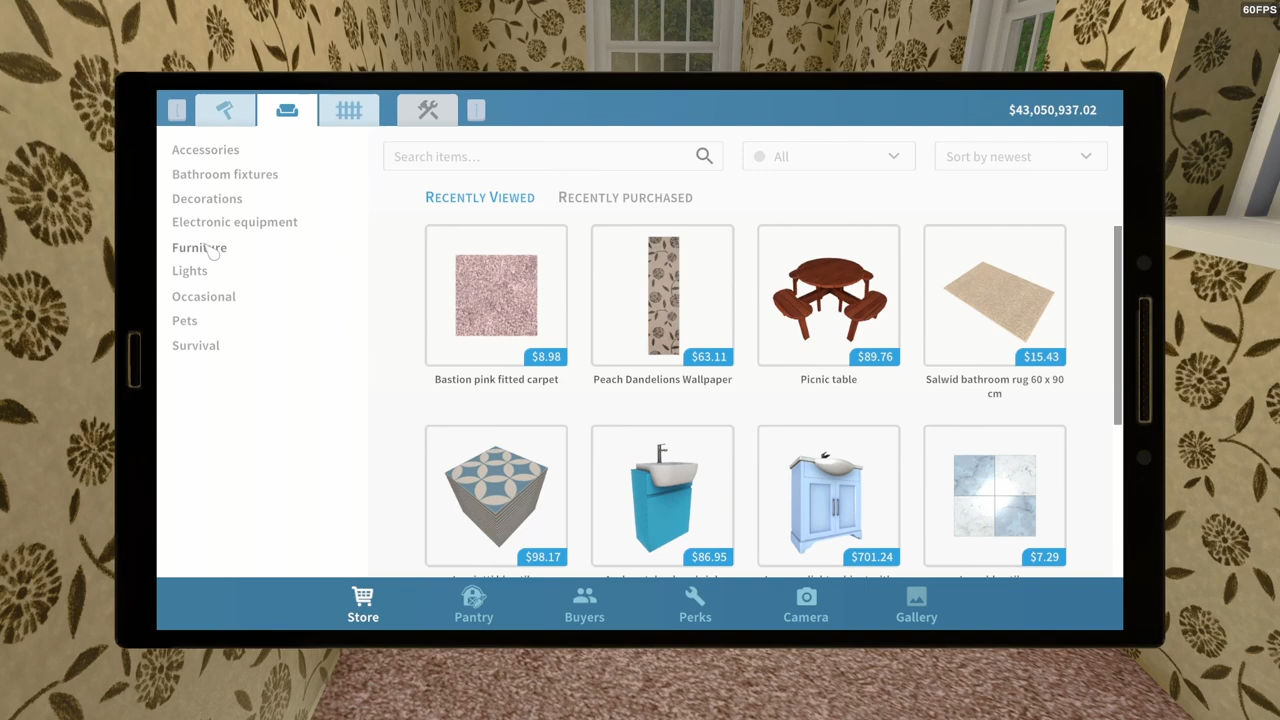 60FPS
$43,050,937.02
Accessories
Bathroom fixtures
Decorations
Electronic equipment
Furniture
Lights
Occasional
Pets
Survival
Search items...
All
Sort by newest
RECENTLY VIEWED
RECENTLY PURCHASED
$8.98
$63.11
$89.76
$15.43
Bastion pink fitted carpet
Peach Dandelions Wallpaper
Picnic table
Salwid bathroom rug 60 x 90
cm
$98.17
$86.95
$701.24
$7.29
Store
Pantry
Buyers
Perks
Camera
Gallery